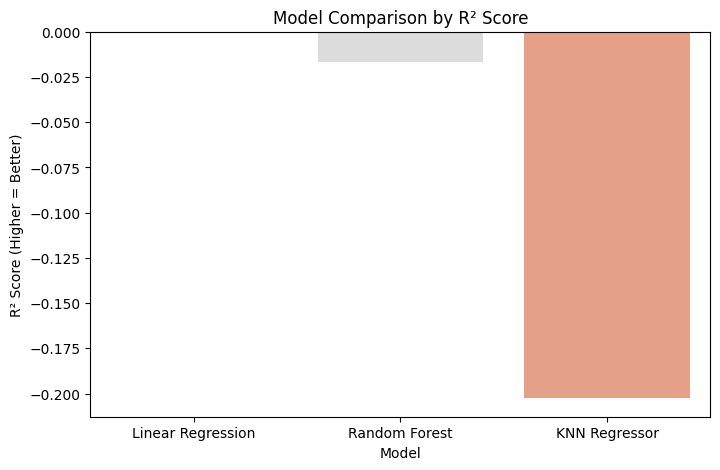 Model Comparison by R² Score
R² Score (Higher = Better)
0.000
−0.025
−0.050
−0.075
−0.100
−0.125
−0.150
−0.175
−0.200
Linear Regression
Random Forest
KNN Regressor
Model